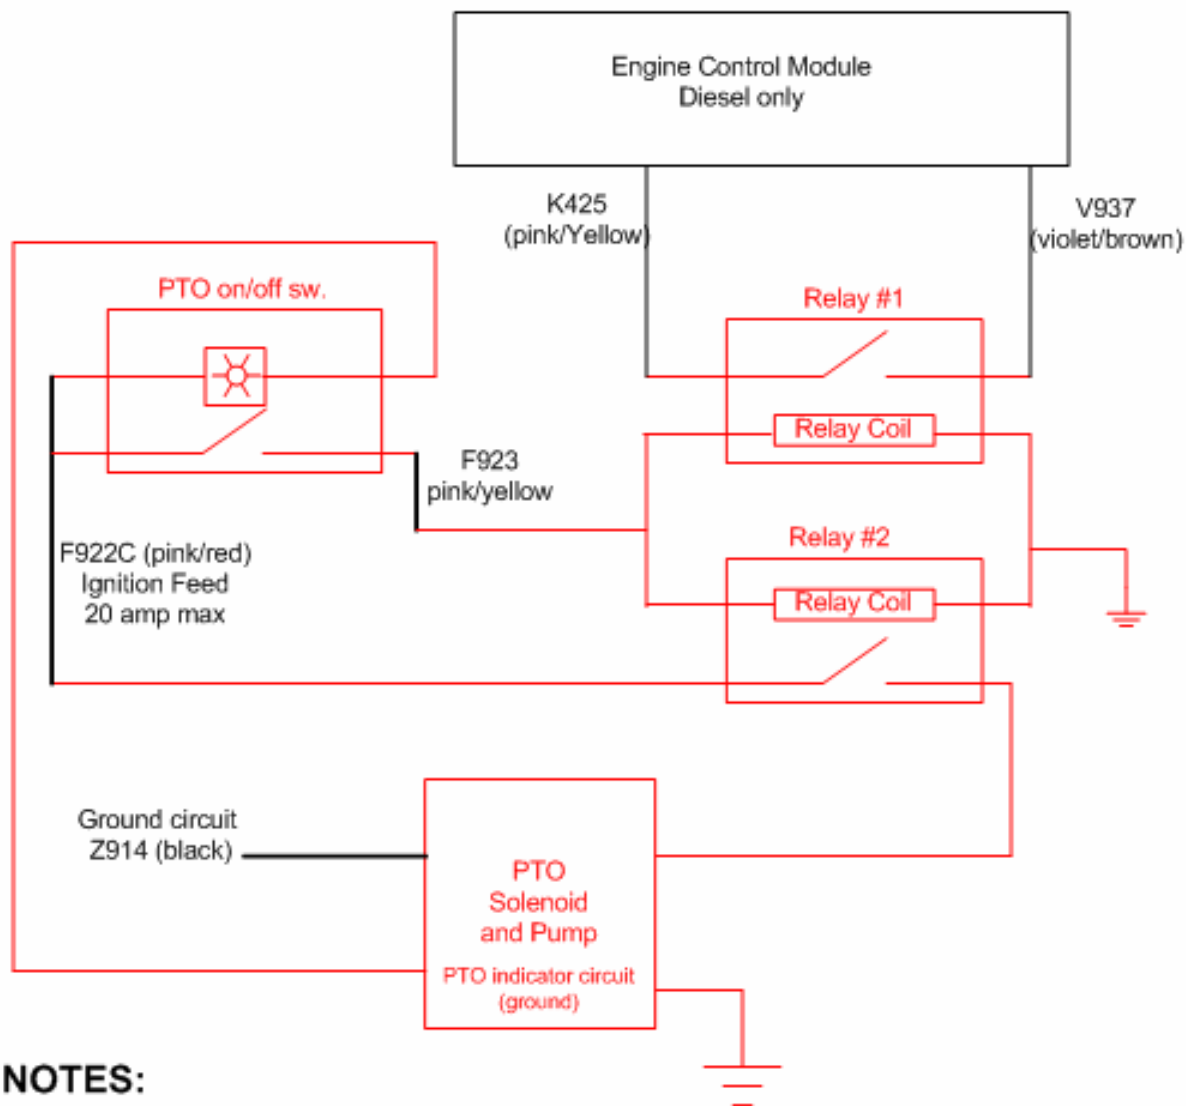 Engine Control Module
Diesel only
K425
(pink/Yellow)
V937
(violet/brown)
PTO on/off sw.
Relay #1
Relay Coil
F923
pink/yellow
F922C (pink/red)
Ignition Feed
20 amp max
Relay #2
Relay Coil
Ground circuit
Z914 (black)
PTO
Solenoid
and Pump
PTO indicator circuit
(ground)
NOTES: